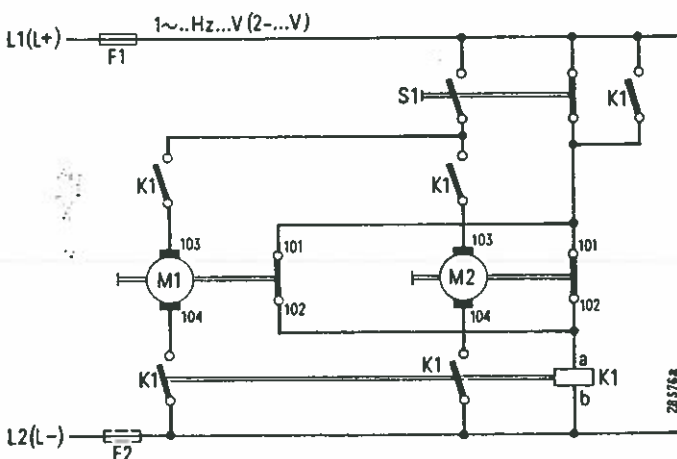 1~..Hz...V (2-...V)
L1(L+)
F1
S1
K1
K1
K1
103
101
103
101
M1
M2
102
102
104
104
a
K1
K1
K1
b
28576a
L2(L-)
F2